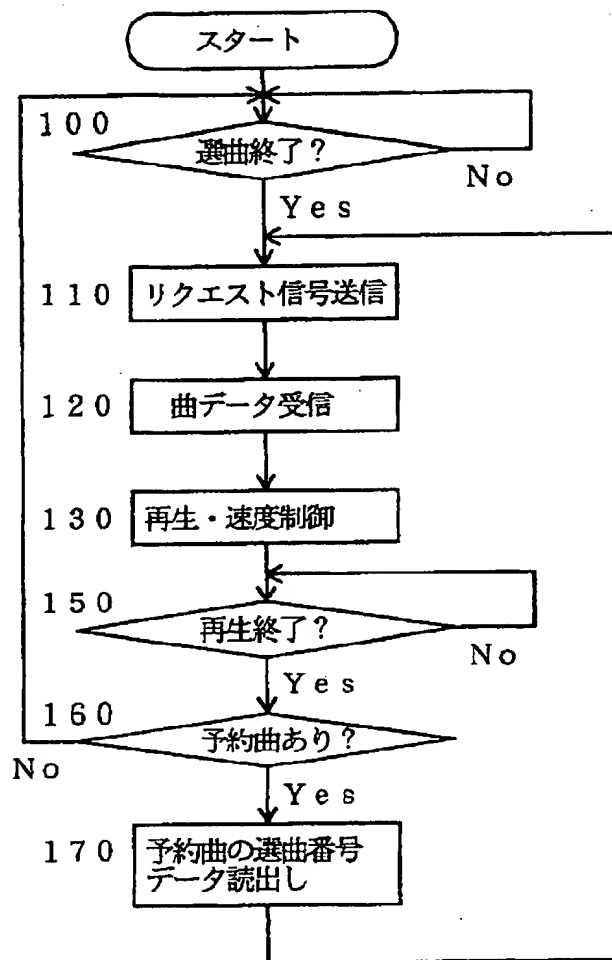 スタート
100
選曲終了?
No
Yes
110
リクエスト信号送信
120
曲データ受信
130
再生・速度制御
150
再生終了?
No
Yes
160
予約曲あり?
No
Yes
170
予約曲の選曲番号
データ読出し